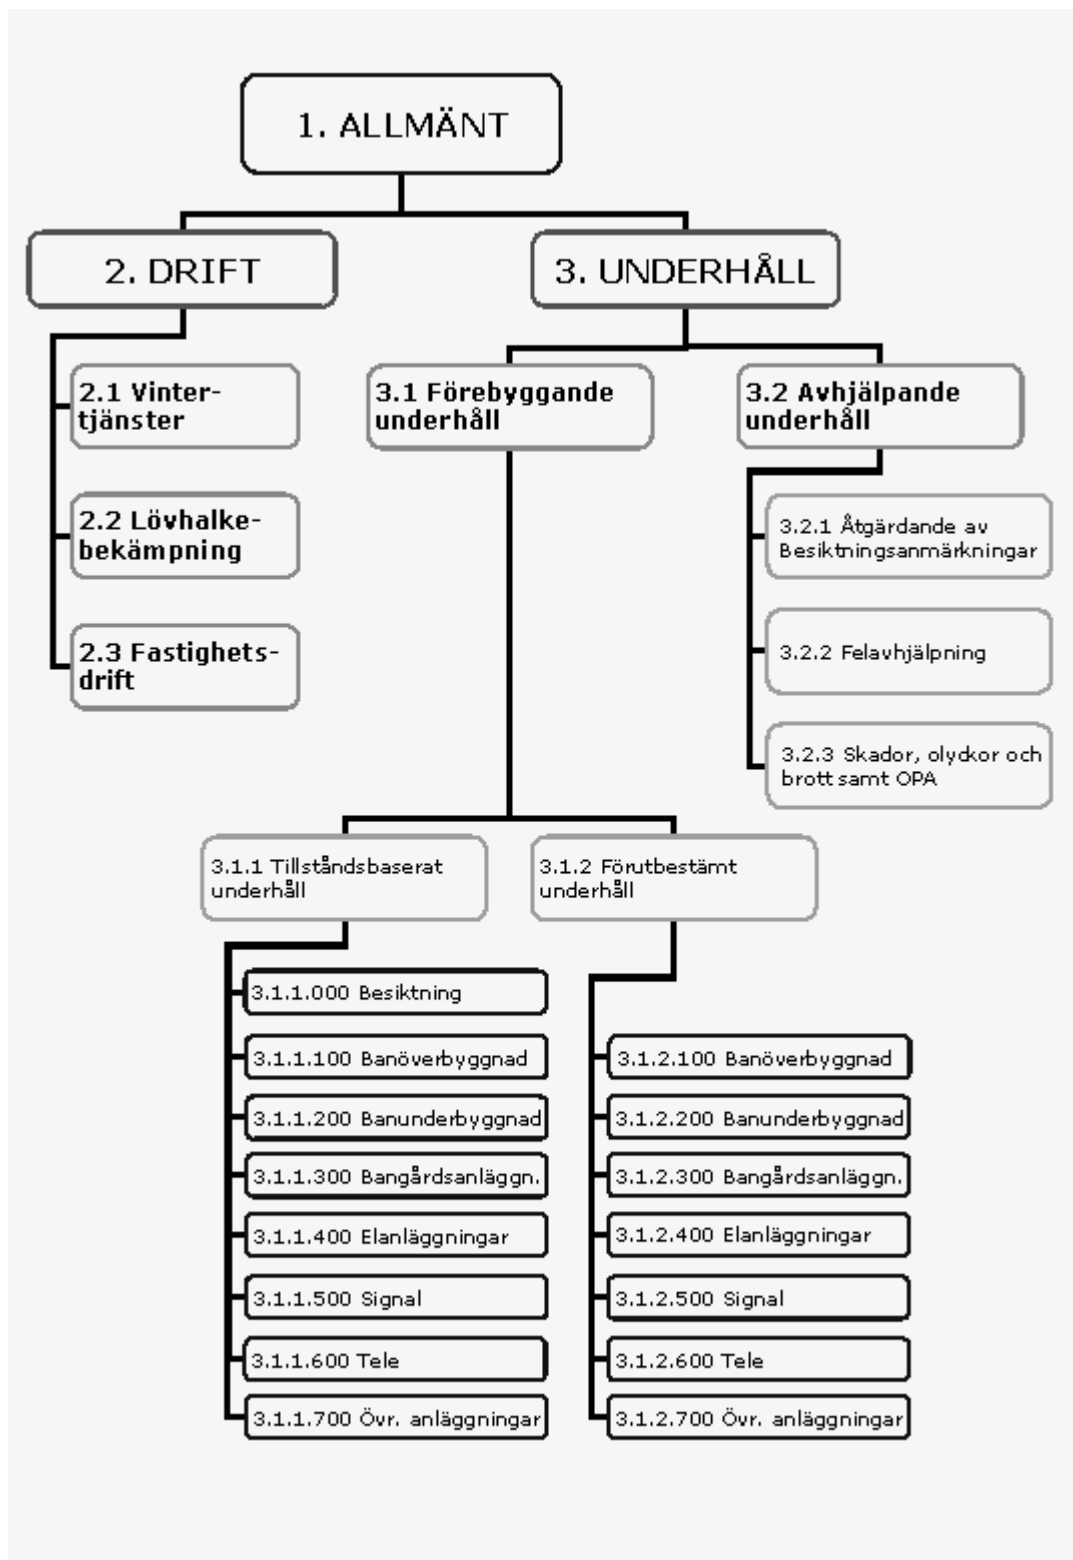 1. ALLMÄNT
2. DRIFT
3. UNDERHÅLL
2.1 Vinter-
tjänster
2.2 Lövhalke-
bekämpning
2.3 Fastighets-
drift
3.1 Förebyggande
underhåll
3.2 Avhjälpande
underhåll
3.2.1 Åtgärdande av
Besiktningsanmärkningar
3.2.2 Felavhjälpning
3.2.3 Skador, olyckor och
brott samt OPA
3.1.1 Tillståndsbaserat
underhåll
3.1.1.000 Besiktning
3.1.1.100 Banöverbyggnad
3.1.1.200 Banunderbyggnad
3.1.1.300 Bangårdsanläggn.
3.1.1.400 Elanläggningar
3.1.1.500 Signal
3.1.1.600 Tele
3.1.1.700 Övr. anläggningar
3.1.2 Förutbestämt
underhåll
3.1.2.100 Banöverbyggnad
3.1.2.200 Banunderbyggnad
3.1.2.300 Bangårdsanläggn.
3.1.2.400 Elanläggningar
3.1.2.500 Signal
3.1.2.600 Tele
3.1.2.700 Övr. anläggningar